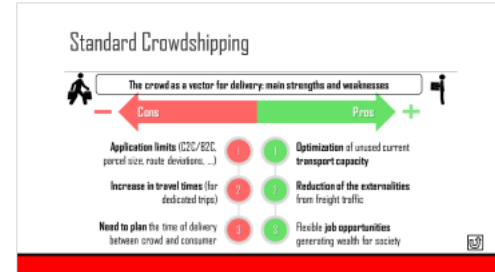 Standard Crowdshipping
The crowd as a vector for delivery: main strengths and weaknesses
Cons
Pros
Application limits (C2C/B2C,
parcel size, route deviations, ...)
1
1
Optimization of unused current
transport capacity
Increase in travel times (for
dedicated trips)
2
2
Reduction of the externalities
from freight traffic
Need to plan the time of delivery
between crowd and consumer
3
3
Flexible job opportunities
generating wealth for society